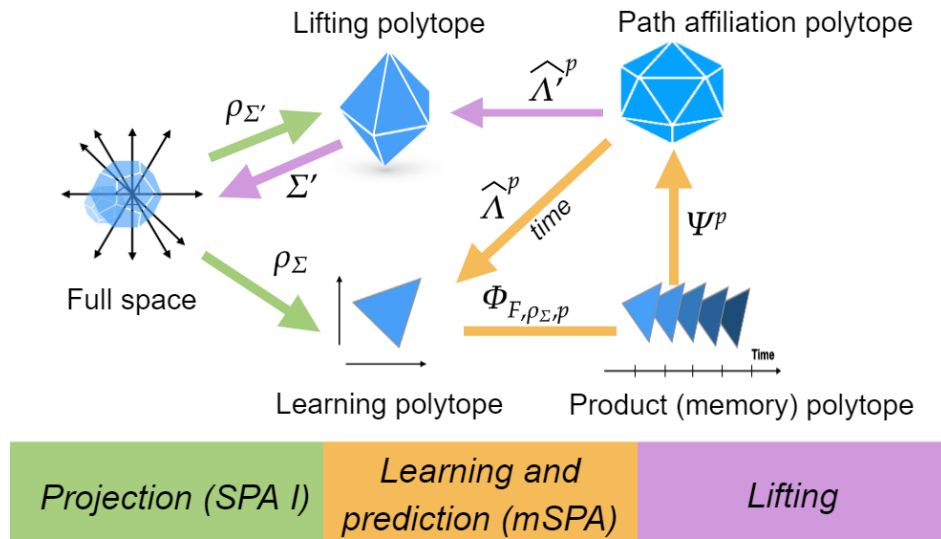 Lifting polytope
Path affiliation polytope
ρ_Σ′
Λ̂′^p
Σ′
Λ̂^p
time
Ψ^p
ρ_Σ
Full space
Φ_F,ρ_Σ,p
Time
Learning polytope
Product (memory) polytope
Projection (SPA I)
Learning and
prediction (mSPA)
Lifting